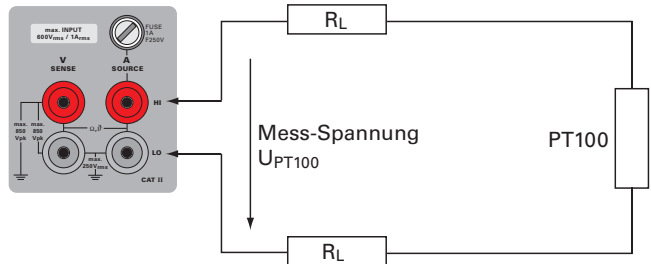 max. INPUT
600Vrms / 1Arms
FUSE
1A
F250V
V
SENSE
A
SOURCE
HI
max.
850
Vpk
max.
850
Vpk
Ω,ϑ
LO
max.
250Vrms
CAT II
RL
Mess-Spannung
UPT100
PT100
RL